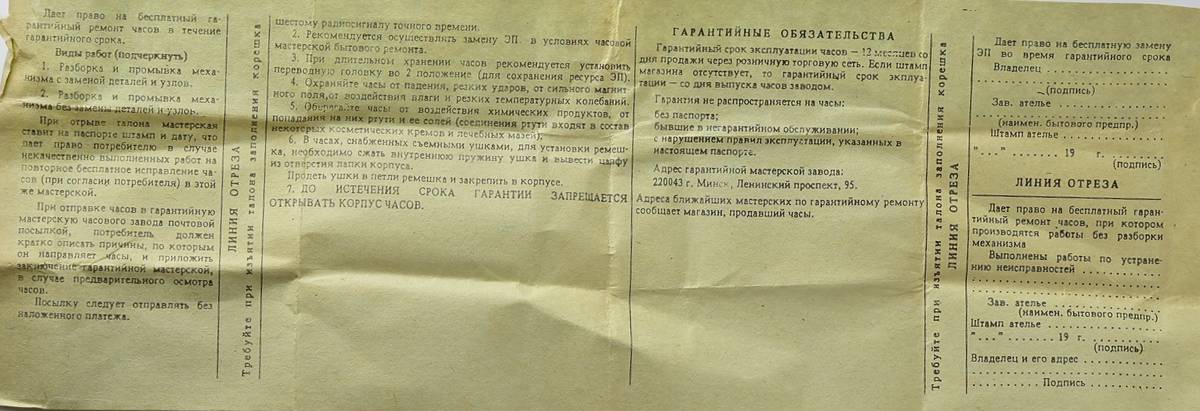 Дает право на бесплатный га-
рантийный ремонт часов в течение
гарантийного срока.
Виды работ (подчеркнуть)
1. Разборка и промывка меха-
низма с заменой деталей и узлов.
2. Разборка и промывка меха-
низма без замены деталей и узлов.
При отрыве талона мастерская
ставит на паспорте штамп и дату, что
дает право потребителю в случае
некачественно выполненных работ на
повторное бесплатное исправление ча-
сов (при согласии потребителя) в этой
же мастерской.
При отправке часов в гарантийную
мастерскую часового завода почтовой
посылкой, потребитель должен
кратко описать причины, по которым
он направляет часы, и приложить
заключение гарантийной мастерской,
в случае предварительного осмотра
часов.
Посылку следует отправлять без
наложенного платежа.
ЛИНИЯ ОТРЕЗА
Требуйте при изъятии талона заполнения корешка
шестому радиосигналу точного времени.
2. Рекомендуется осуществлять замену ЭП. в условиях часовой
мастерской бытового ремонта.
3. При длительном хранении часов рекомендуется установить
переводную головку во 2 положение (для сохранения ресурса ЭП).
4. Охраняйте часы от падения, резких ударов, от сильного магнит
ного поля,от воздействия влаги и резких температурных колебаний.
5. Оберегайте часы от воздействия химических продуктов, от
попадания на них ртути и ее солей (соединения ртути входят в состав
некоторых косметических кремов и лечебных мазей).
6. В часах, снабженных съемными ушками, для установки ремеш-
ка, необходимо сжать внутреннюю пружину ушка и вывести цапфу
из отверстия лапки корпуса.
Продеть ушки в петли ремешка и закрепить в корпусе.
7. ДО ИСТЕЧЕНИЯ СРОКА ГАРАНТИИ ЗАПРЕЩАЕТСЯ
ОТКРЫВАТЬ КОРПУС ЧАСОВ.
ГАРАНТИЙНЫЕ ОБЯЗАТЕЛЬСТВА
Гарантийный срок эксплуатации часов — 12 месяцев со
дня продажи через розничную торговую сеть. Если штамп
магазина отсутствует, то гарантийный срок эксплуа-
тации — со дня выпуска часов заводом.
Гарантия не распространяется на часы:
без паспорта;
бывшие в негарантийном обслуживании;
с нарушением правил эксплуатации, указанных в
настоящем паспорте.
Адрес гарантийной мастерской завода:
220043 г. Минск, Ленинский проспект, 95.
Адреса ближайших мастерских по гарантийному ремонту
сообщает магазин, продавший часы.
Требуйте при изъятии талона заполнения корешка
ЛИНИЯ ОТРЕЗА
Дает право на бесплатную замену
ЭП во время гарантийного срока
Владелец . . . . . . . . . . . . .
(подпись)
Зав. ателье . . . . . . . . . . . .
(наимен. бытового предпр.)
Штамп ателье . . . . . . . . . . . .
"... ." . . . . . . . 19 г. . . . . . . . .
(подпись)
ЛИНИЯ ОТРЕЗА
Дает право на бесплатный гаран-
тийный ремонт часов, при котором
производятся работы без разборки
механизма
Выполнены работы по устране-
нию неисправностей . . . . . . . . . .
Зав. ателье . . . . . . . . . . . .
(наимен. бытового предпр.)
Штамп ателье . . . . . . . . . . . .
"... ." . . . . . . . 19 г. . . . . . . . .
(подпись)
Владелец и его адрес . . . . . . . . .
Подпись . . . . . . . .